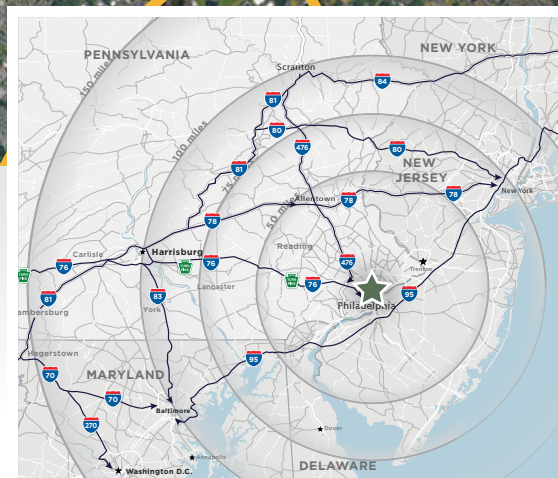 NEW YORK
PENNSYLVANIA
Scranton
150 miles
84
81
80
100 miles
476
80
81
NEW
JERSEY
78
78
New York
Allentown
50 miles
78
Reading
Harrisburg
Carlisle
76
76
476
Trenton
76
Lancaster
81
83
95
York
Philadelphia
ambersburg
Hagerstown
95
70
MARYLAND
70
Baltimore
270
Dover
Annapolis
Washington D.C.
DELAWARE